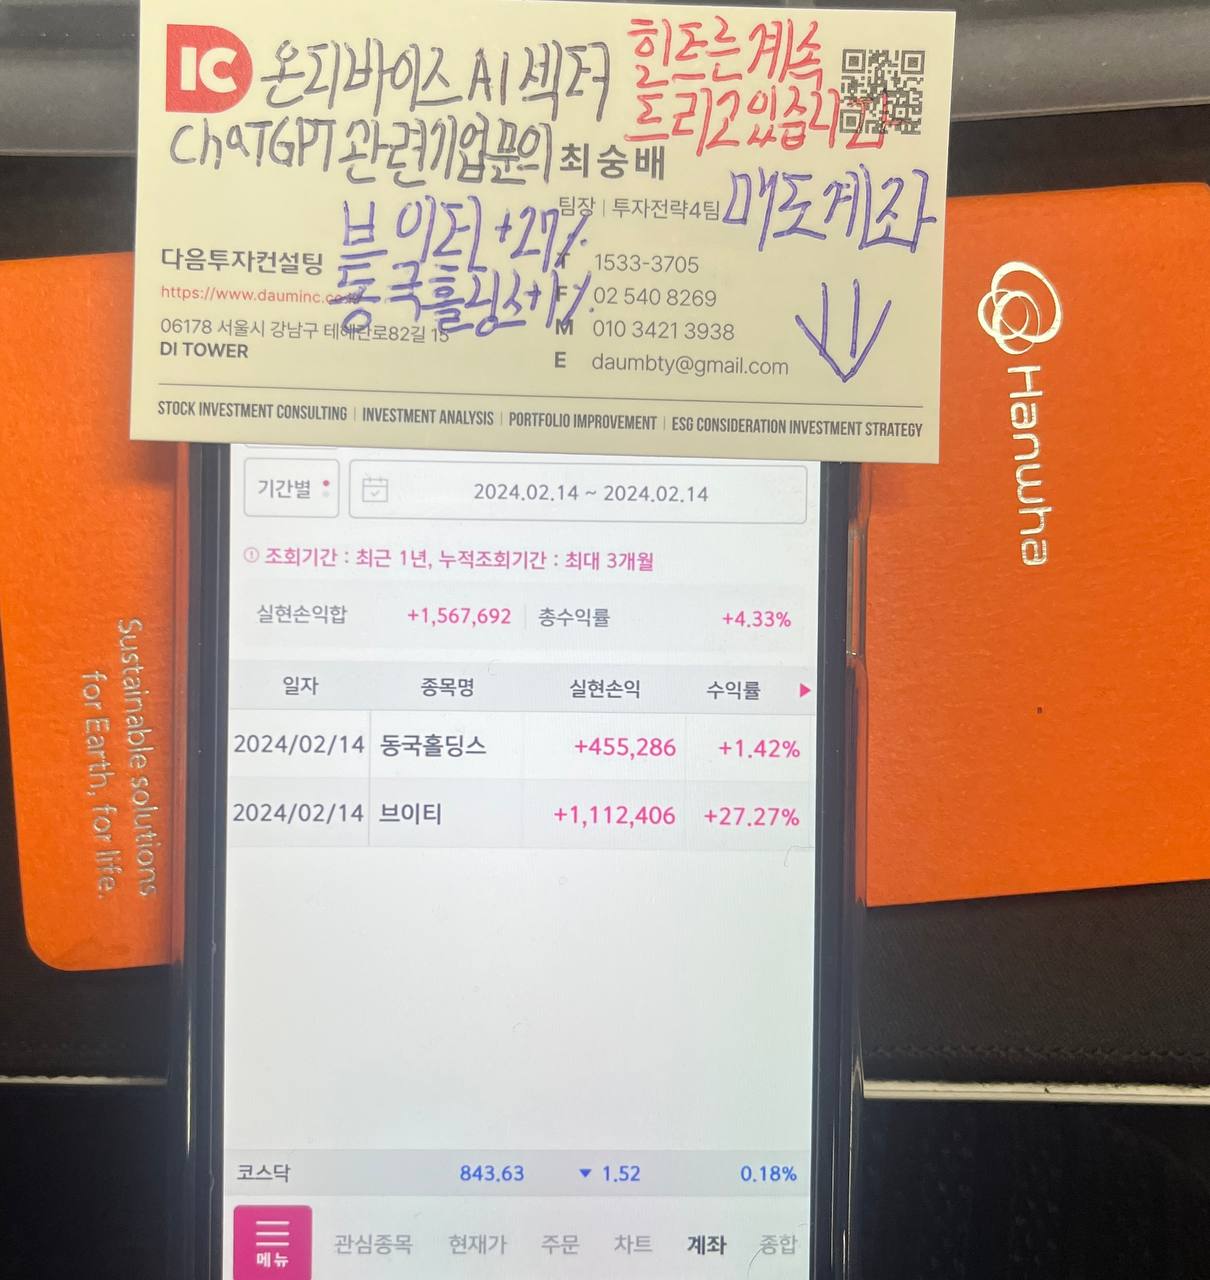 IC
온디바이스 AI 섹터
힌트는 계속
드리고 있습니다
ChaTGPT 관련기업문의
최숭배
팀장 | 투자전략4팀
매도계좌
브이티 +27%
동국홀딩스+1%
다음투자컨설팅
https://www.dauminc.co
06178 서울시 강남구 테헤란로82길 15
DI TOWER
T 1533-3705
F 02 540 8269
M 010 3421 3938
E daumbty@gmail.com
STOCK INVESTMENT CONSULTING | INVESTMENT ANALYSIS | PORTFOLIO IMPROVEMENT | ESG CONSIDERATION INVESTMENT STRATEGY
Hanwha
Sustainable solutions
for Earth, for life.
기간별 2024.02.14 ~ 2024.02.14
조회기간 : 최근 1년, 누적조회기간 : 최대 3개월
실현손익합 +1,567,692 총수익률 +4.33%
일자 종목명 실현손익 수익률
2024/02/14 동국홀딩스 +455,286 +1.42%
2024/02/14 브이티 +1,112,406 +27.27%
코스닥 843.63 ▼ 1.52 0.18%
메뉴 관심종목 현재가 주문 차트 계좌 종합